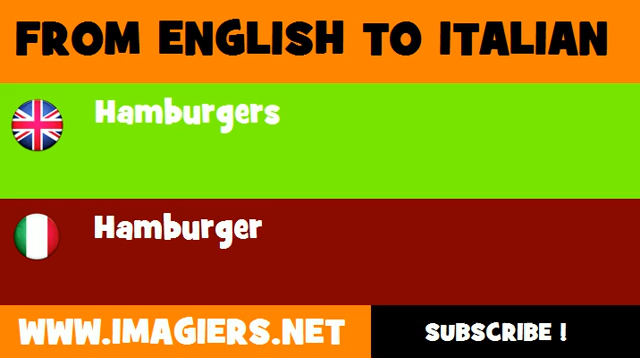 FROM ENGLISH TO ITALIAN
Hamburgers
Hamburger
WWW.IMAGIERS.NET
SUBSCRIBE !